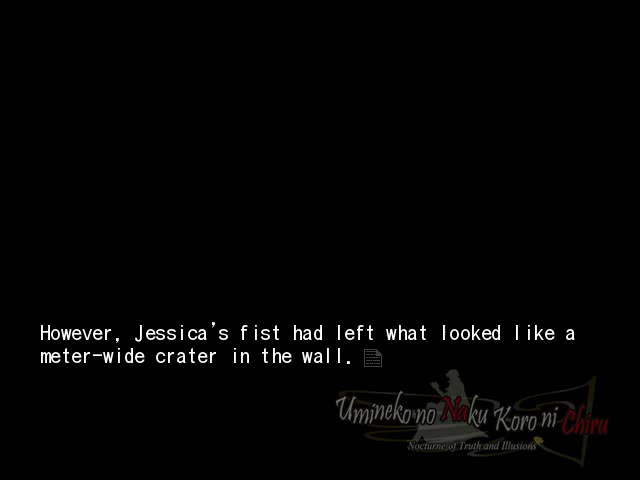 However, Jessica's fist had left what looked like a
meter-wide crater in the wall.
Umineko no Naku Koro ni Chiru
Nocturne of Truth and Illusions